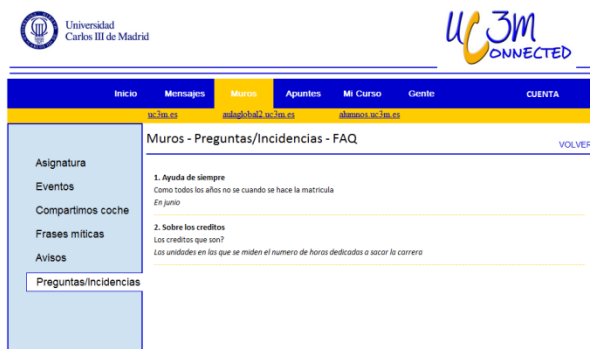 Universidad
Carlos III de Madrid
UC3M
CONNECTED
Inicio Mensajes Muros Apuntes Mi Curso Gente CUENTA
uc3m.es aulaglobal2.uc3m.es alumnos.uc3m.es
Muros - Preguntas/Incidencias - FAQ
VOLVER
Asignatura
Eventos
Compartimos coche
Frases míticas
Avisos
Preguntas/Incidencias
1. Ayuda de siempre
Como todos los años no se cuando se hace la matricula
En junio
2. Sobre los creditos
Los creditos que son?
Las unidades en las que se miden el numero de horas dedicadas a sacar la carrera